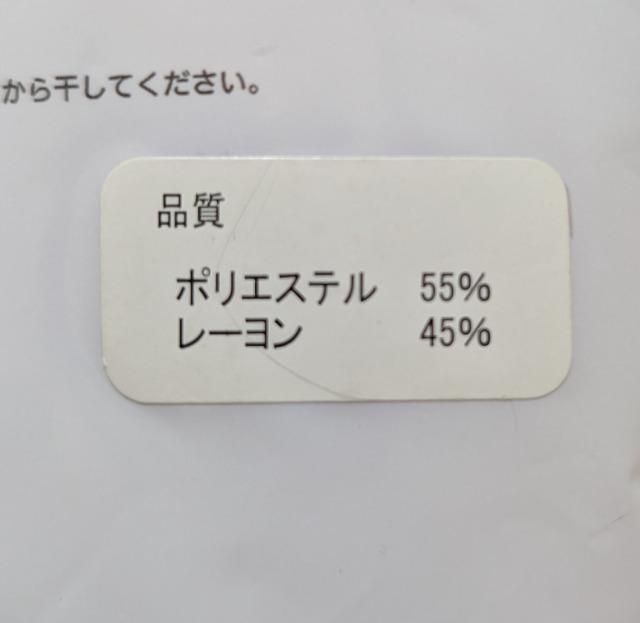 から干してください。
品質
ポリエステル 55%
レーヨン 45%